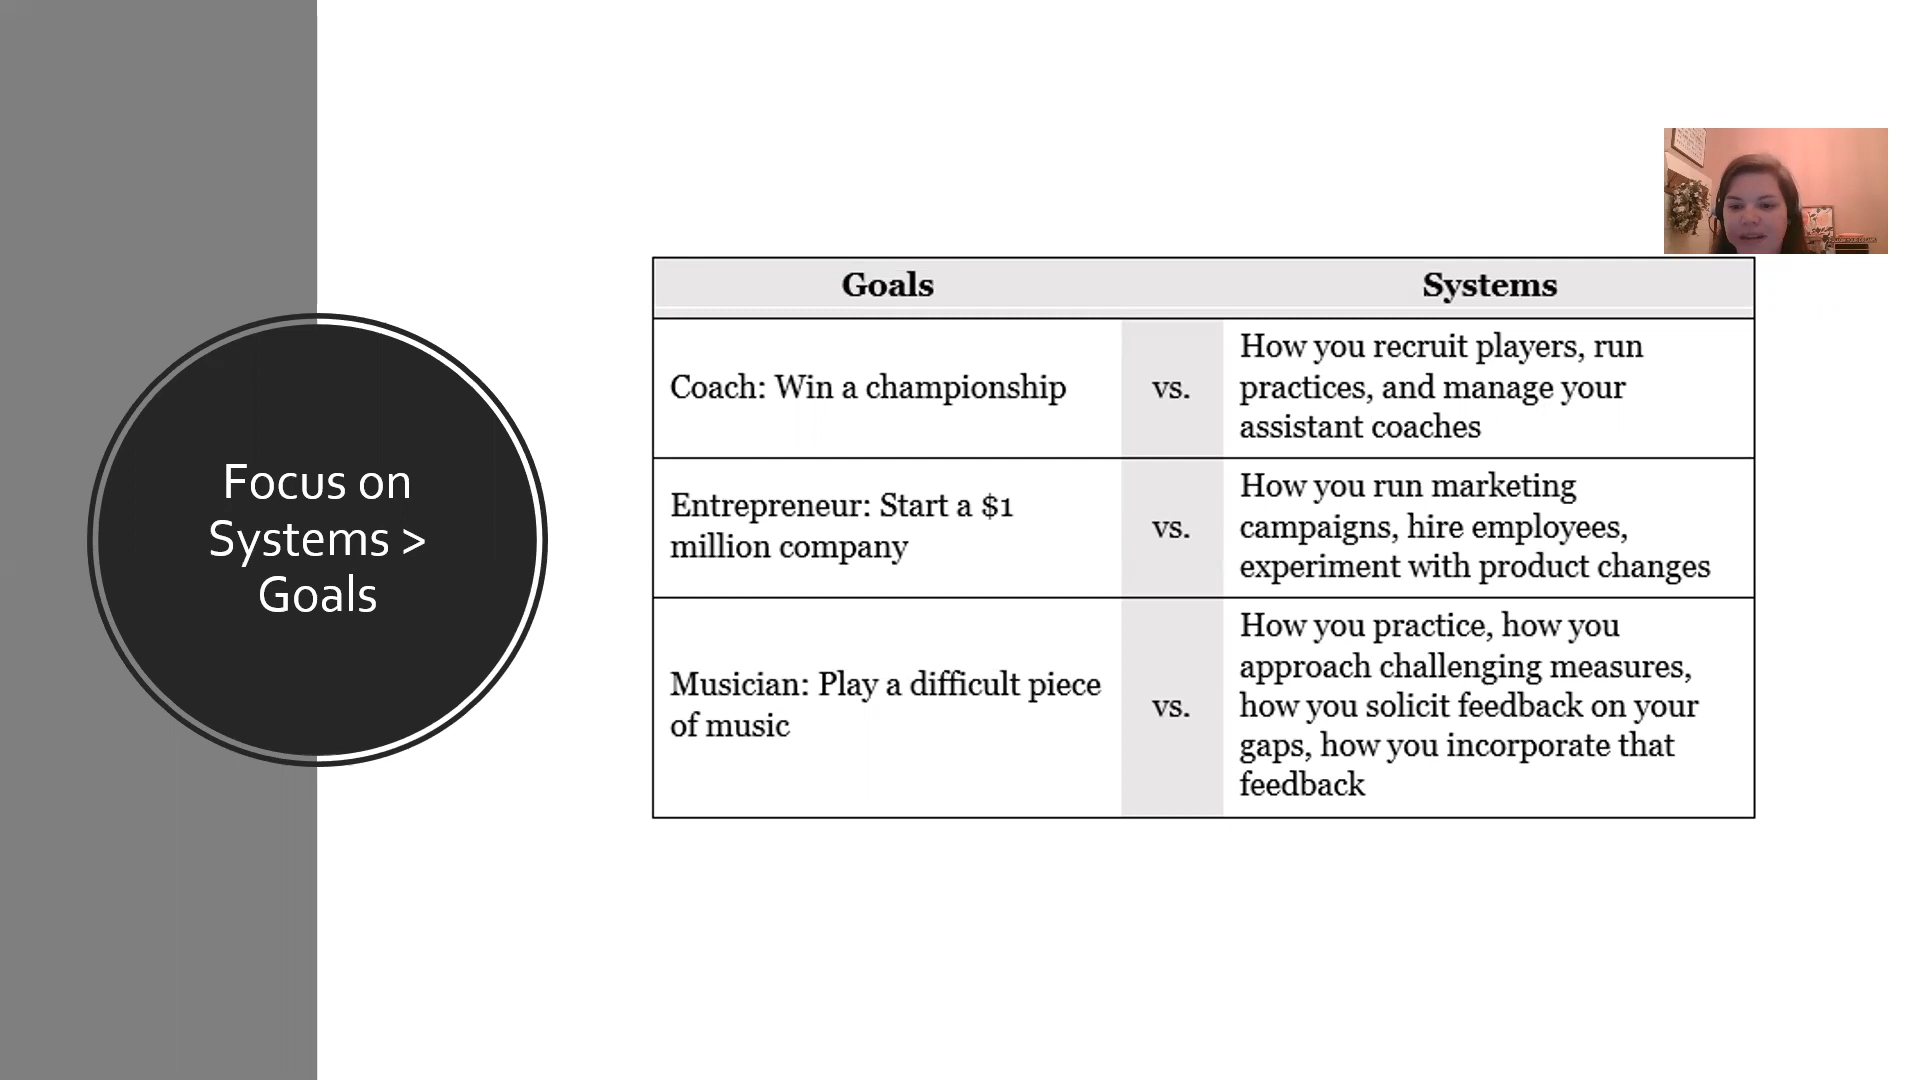 Focus on
Systems >
Goals
Goals
Systems
Coach: Win a championship
vs.
How you recruit players, run
practices, and manage your
assistant coaches
Entrepreneur: Start a $1
million company
vs.
How you run marketing
campaigns, hire employees,
experiment with product changes
Musician: Play a difficult piece
of music
vs.
How you practice, how you
approach challenging measures,
how you solicit feedback on your
gaps, how you incorporate that
feedback